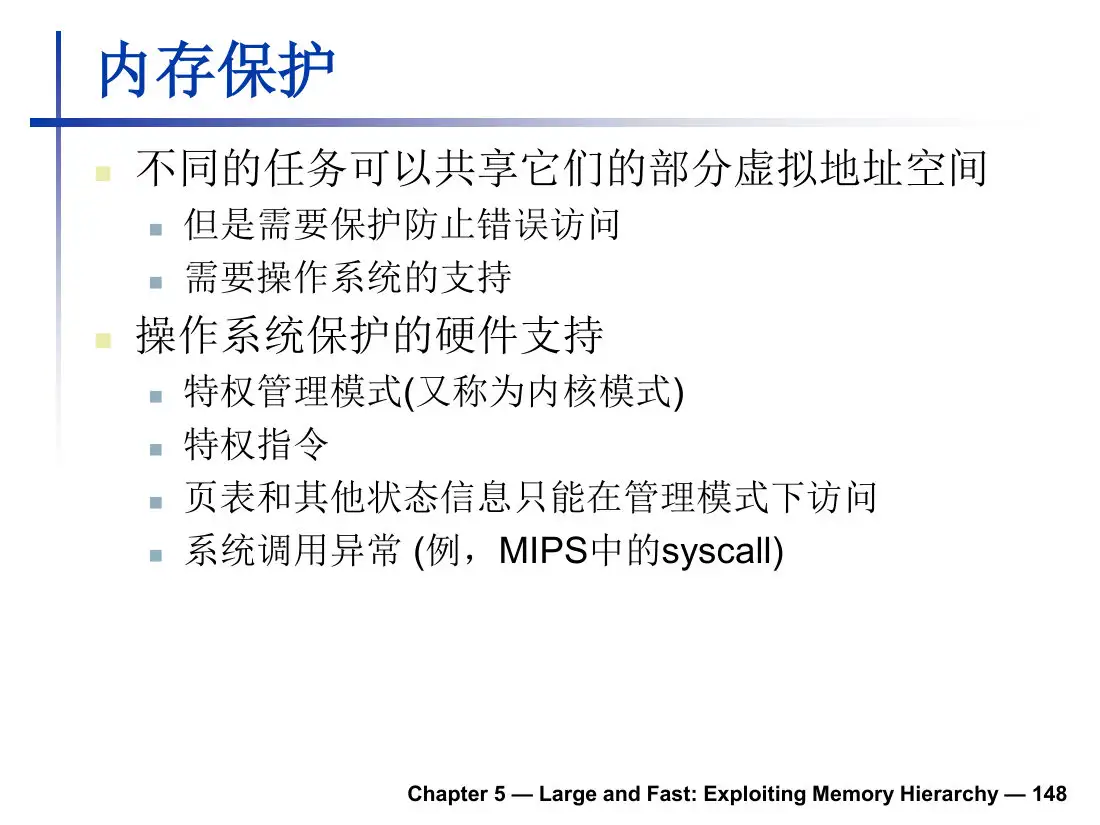 内存保护
不同的任务可以共享它们的部分虚拟地址空间
但是需要保护防止错误访问
需要操作系统的支持
操作系统保护的硬件支持
特权管理模式(又称为内核模式)
特权指令
页表和其他状态信息只能在管理模式下访问
系统调用异常 (例，MIPS中的syscall)
Chapter 5 — Large and Fast: Exploiting Memory Hierarchy — 148